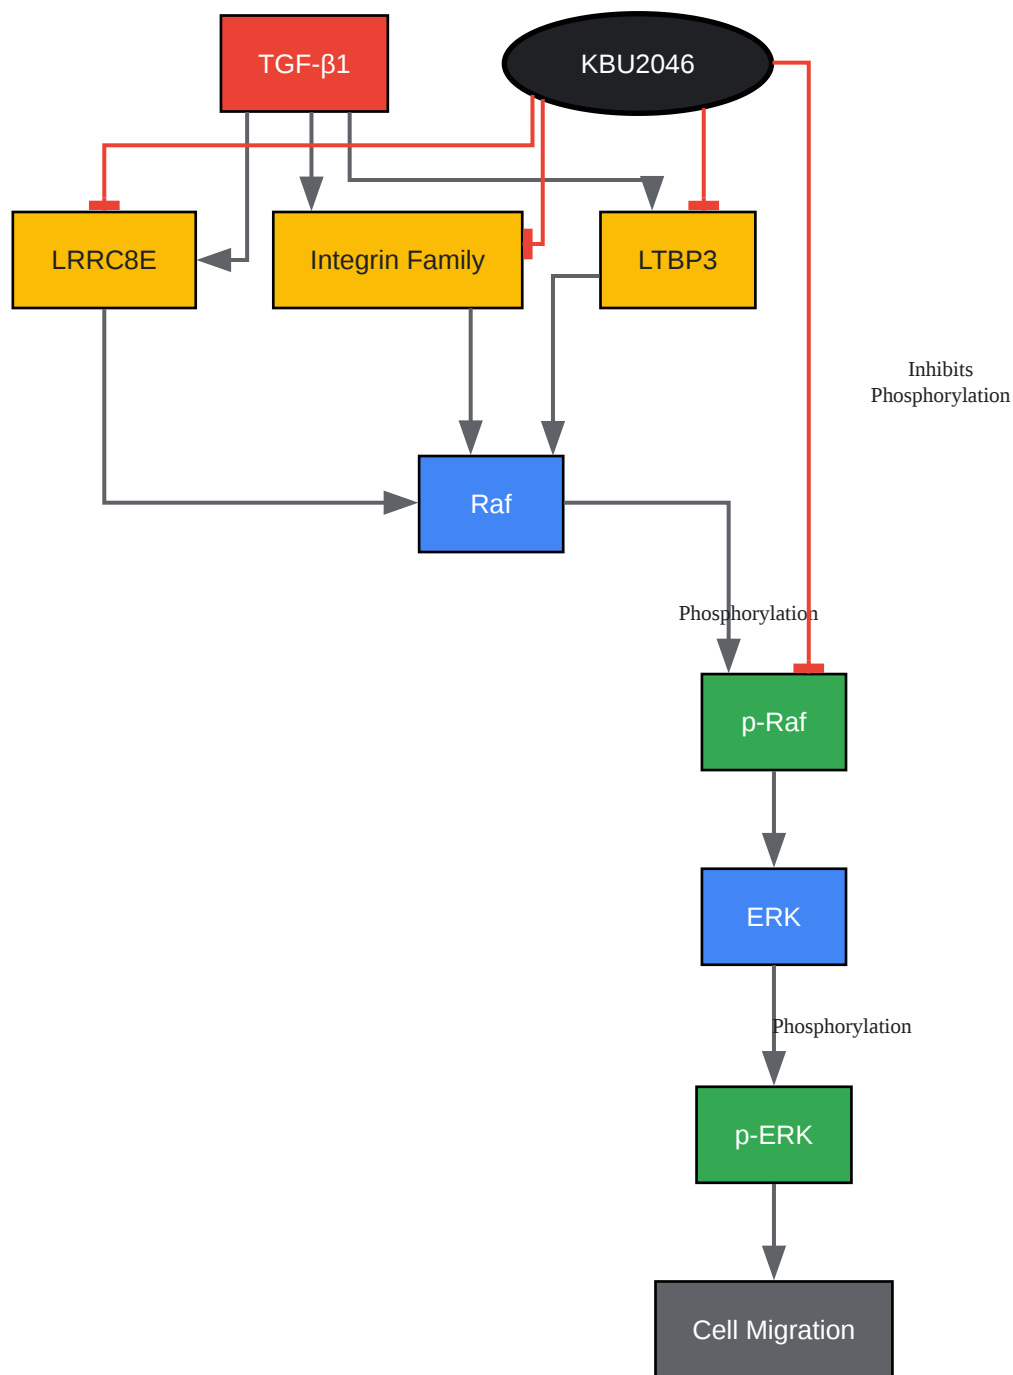 TGF-β1
KBU2046
LRRC8E
Integrin Family
LTBP3
Inhibits
Phosphorylation
Raf
Phosphorylation
p-Raf
ERK
Phosphorylation
p-ERK
Cell Migration